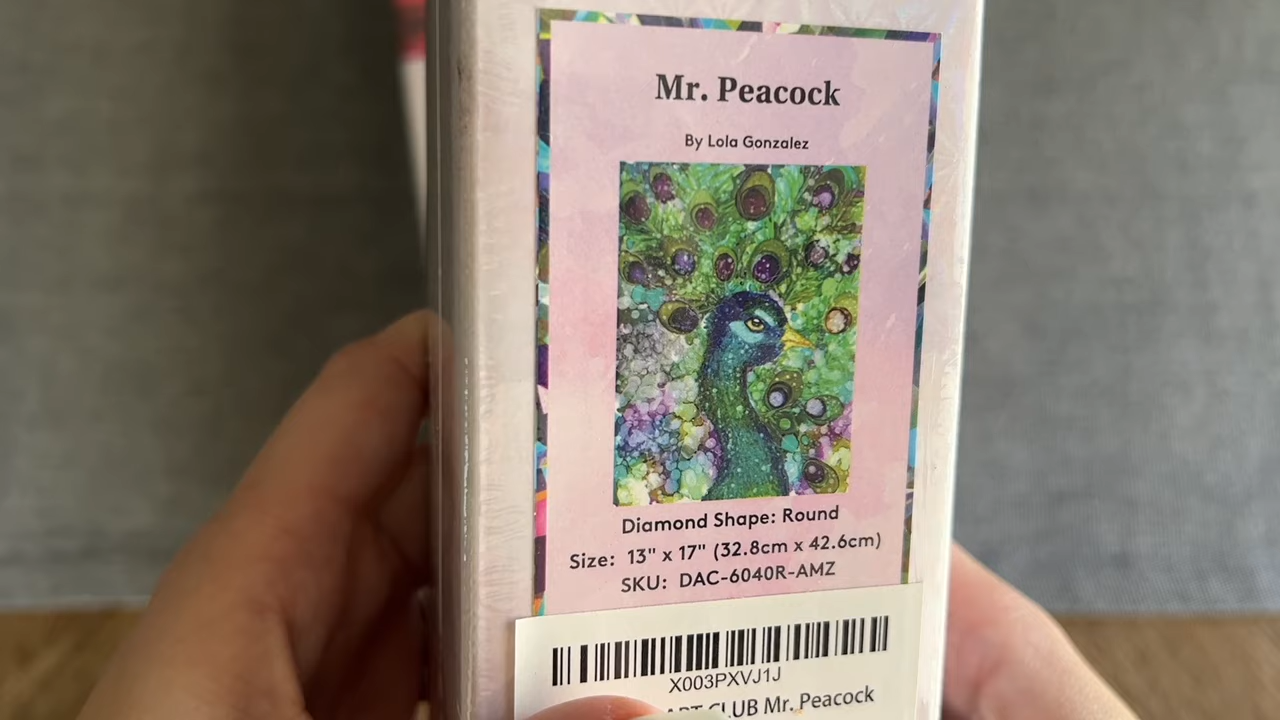 Mr. Peacock
By Lola Gonzalez
Diamond Shape: Round
Size: 13" x 17" (32.8cm x 42.6cm)
SKU: DAC-6040R-AMZ
X003PXVJ1J
ART CLUB Mr. Peacock